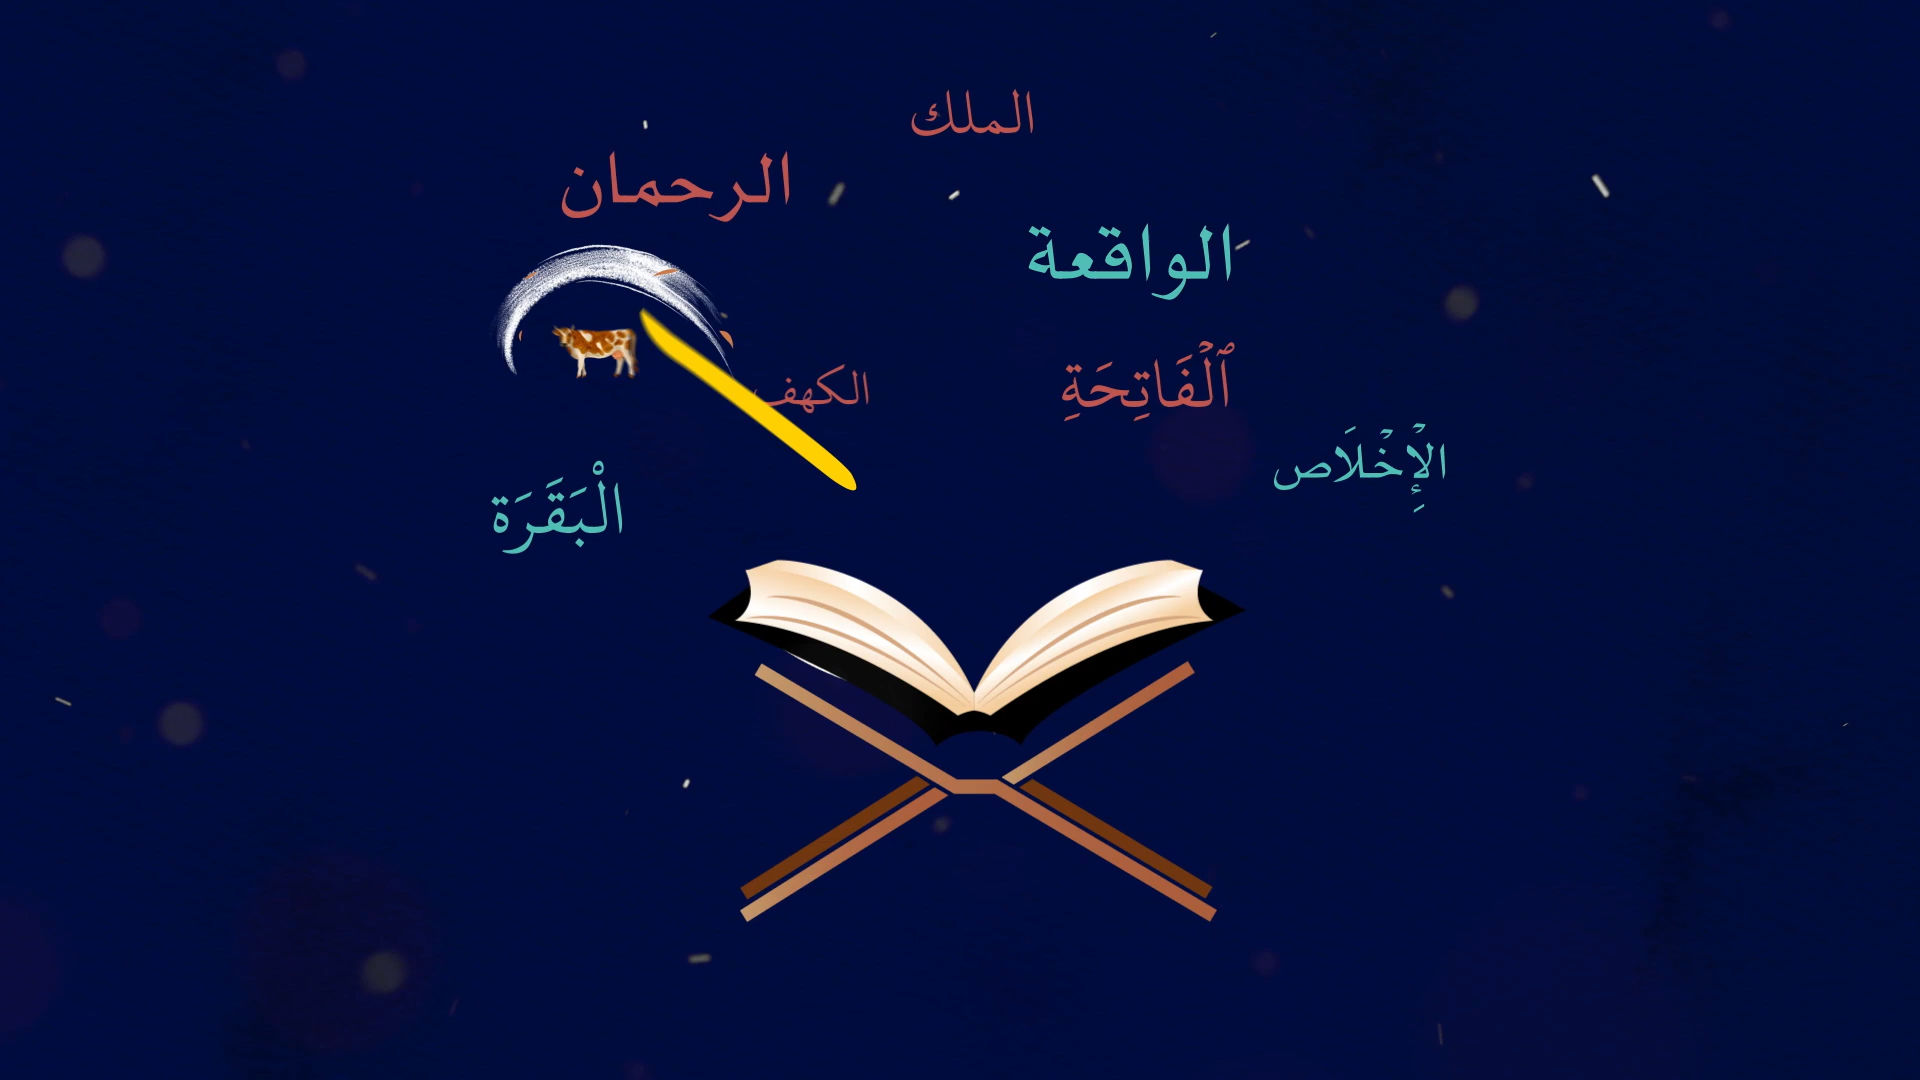 الملك
الرحمان
الواقعة
ٱلْفَاتِحَةِ
الكهف
الْإِخْلَاص
الْبَقَرَة